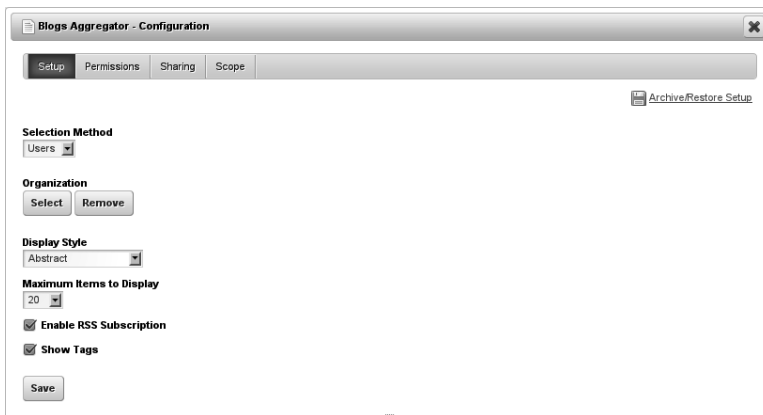 Blogs Aggregator - Configuration
Setup Permissions Sharing Scope
Archive/Restore Setup
Selection Method
Users
Organization
Select Remove
Display Style
Abstract
Maximum Items to Display
20
Enable RSS Subscription
Show Tags
Save